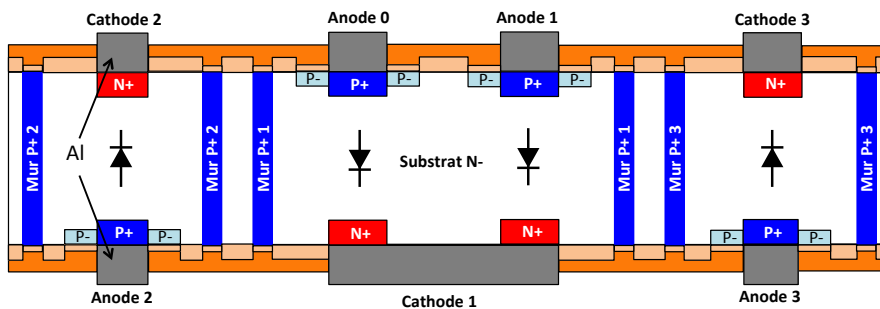 Cathode 2
Anode 0
Anode 1
Cathode 3
N+
P-
P+
P-
P-
P+
P-
N+
Mur P+ 2
Mur P+ 2
Mur P+ 1
Mur P+ 1
Mur P+ 3
Mur P+ 3
Al
Substrat N-
P-
P+
P-
N+
N+
P-
P+
P-
Anode 2
Cathode 1
Anode 3